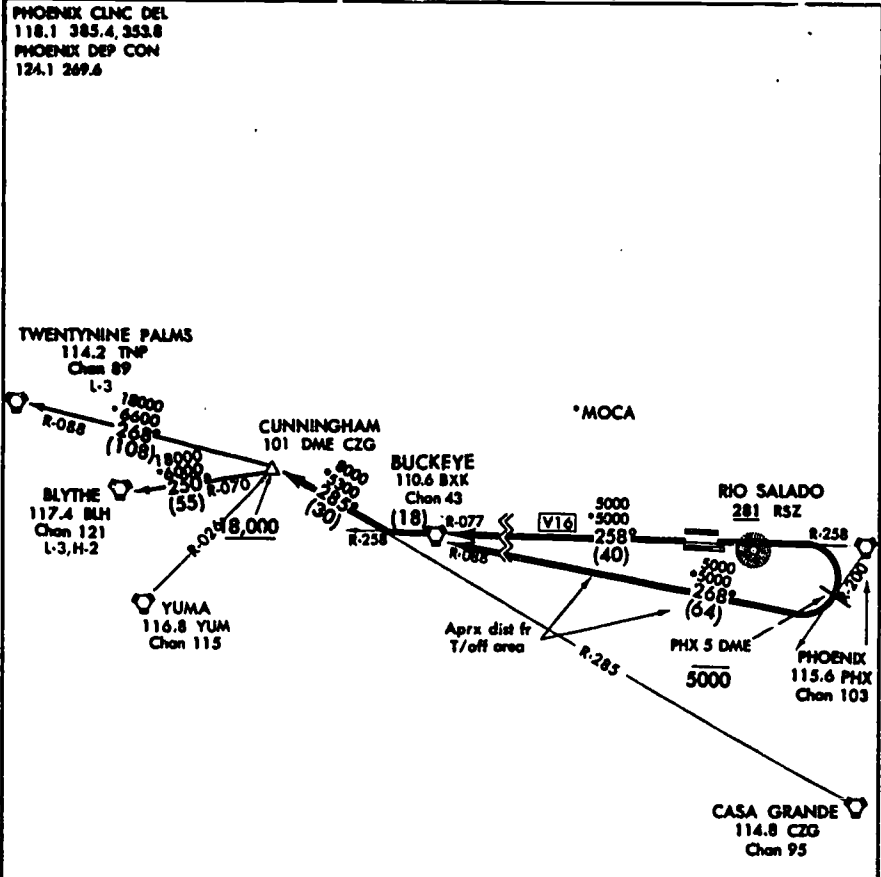 PHOENIX CLNC DEL
118.1 385.4, 353.8
PHOENIX DEP CON
124.1 269.6
TWENTYNINE PALMS
114.2 TNP
Chan 89
L-3
R-088
18000
*6600
268°
(108)
CUNNINGHAM
101 DME CZG
*MOCA
BUCKEYE
110.6 BXK
Chan 43
(18)
BLYTHE
117.4 BLH
Chan 121
L-3, H-2
18000
*6000
250°
(55)
R-070
R-026
18,000
8000
*5300
285°
(30)
R-258
R-077
R-088
V16
5000
*5000
258°
(40)
RIO SALADO
281 RSZ
R-258
5000
*5000
268°
(64)
R-200
YUMA
116.8 YUM
Chan 115
Aprx dist fr
T/off area
PHX 5 DME
5000
PHOENIX
115.6 PHX
Chan 103
R-285
CASA GRANDE
114.8 CZG
Chan 95